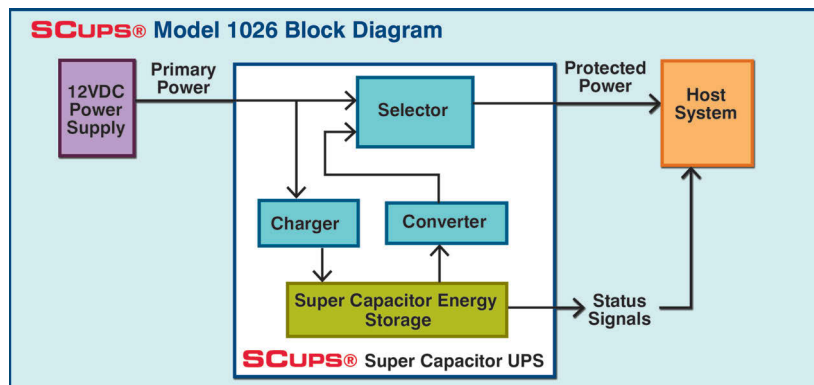 SCUPS® Model 1026 Block Diagram
12VDC
Power
Supply
Primary
Power
Selector
Protected
Power
Host
System
Charger
Converter
Super Capacitor Energy
Storage
Status
Signals
SCUPS® Super Capacitor UPS